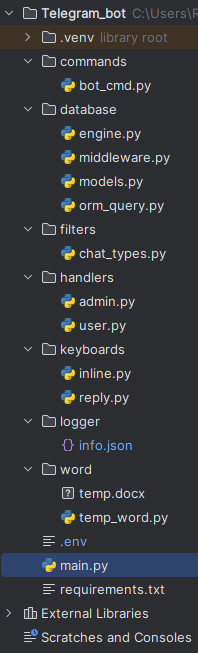 Telegram_bot C:\Users\R
.venv library root
commands
bot_cmd.py
database
engine.py
middleware.py
models.py
orm_query.py
filters
chat_types.py
handlers
admin.py
user.py
keyboards
inline.py
reply.py
logger
info.json
word
temp.docx
temp_word.py
.env
main.py
requirements.txt
External Libraries
Scratches and Consoles